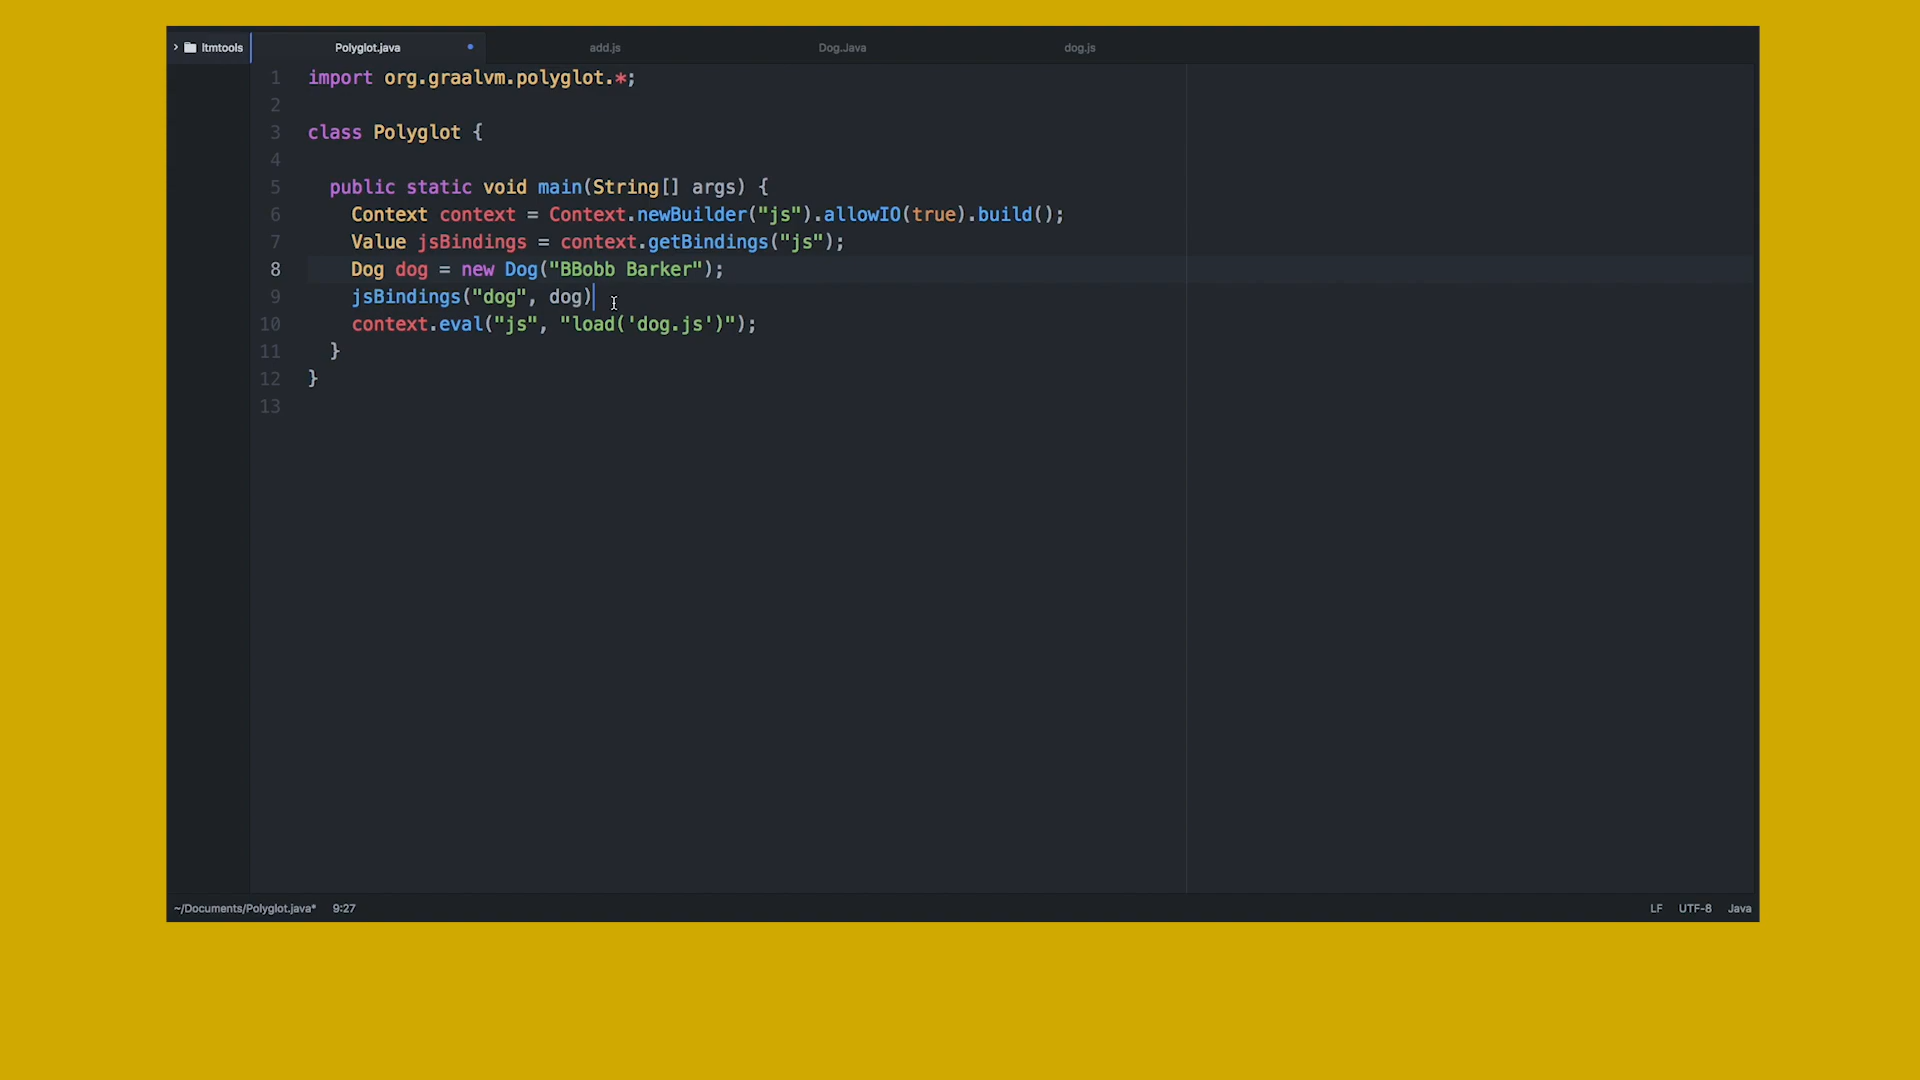 ltmtools
Polyglot.java
add.js
Dog.Java
dog.js
1 import org.graalvm.polyglot.*;
2
3 class Polyglot {
4
5 public static void main(String[] args) {
6 Context context = Context.newBuilder("js").allowIO(true).build();
7 Value jsBindings = context.getBindings("js");
8 Dog dog = new Dog("BBobb Barker");
9 jsBindings("dog", dog)
10 context.eval("js", "load('dog.js')");
11 }
12 }
13
~/Documents/Polyglot.java* 9:27 LF UTF-8 Java